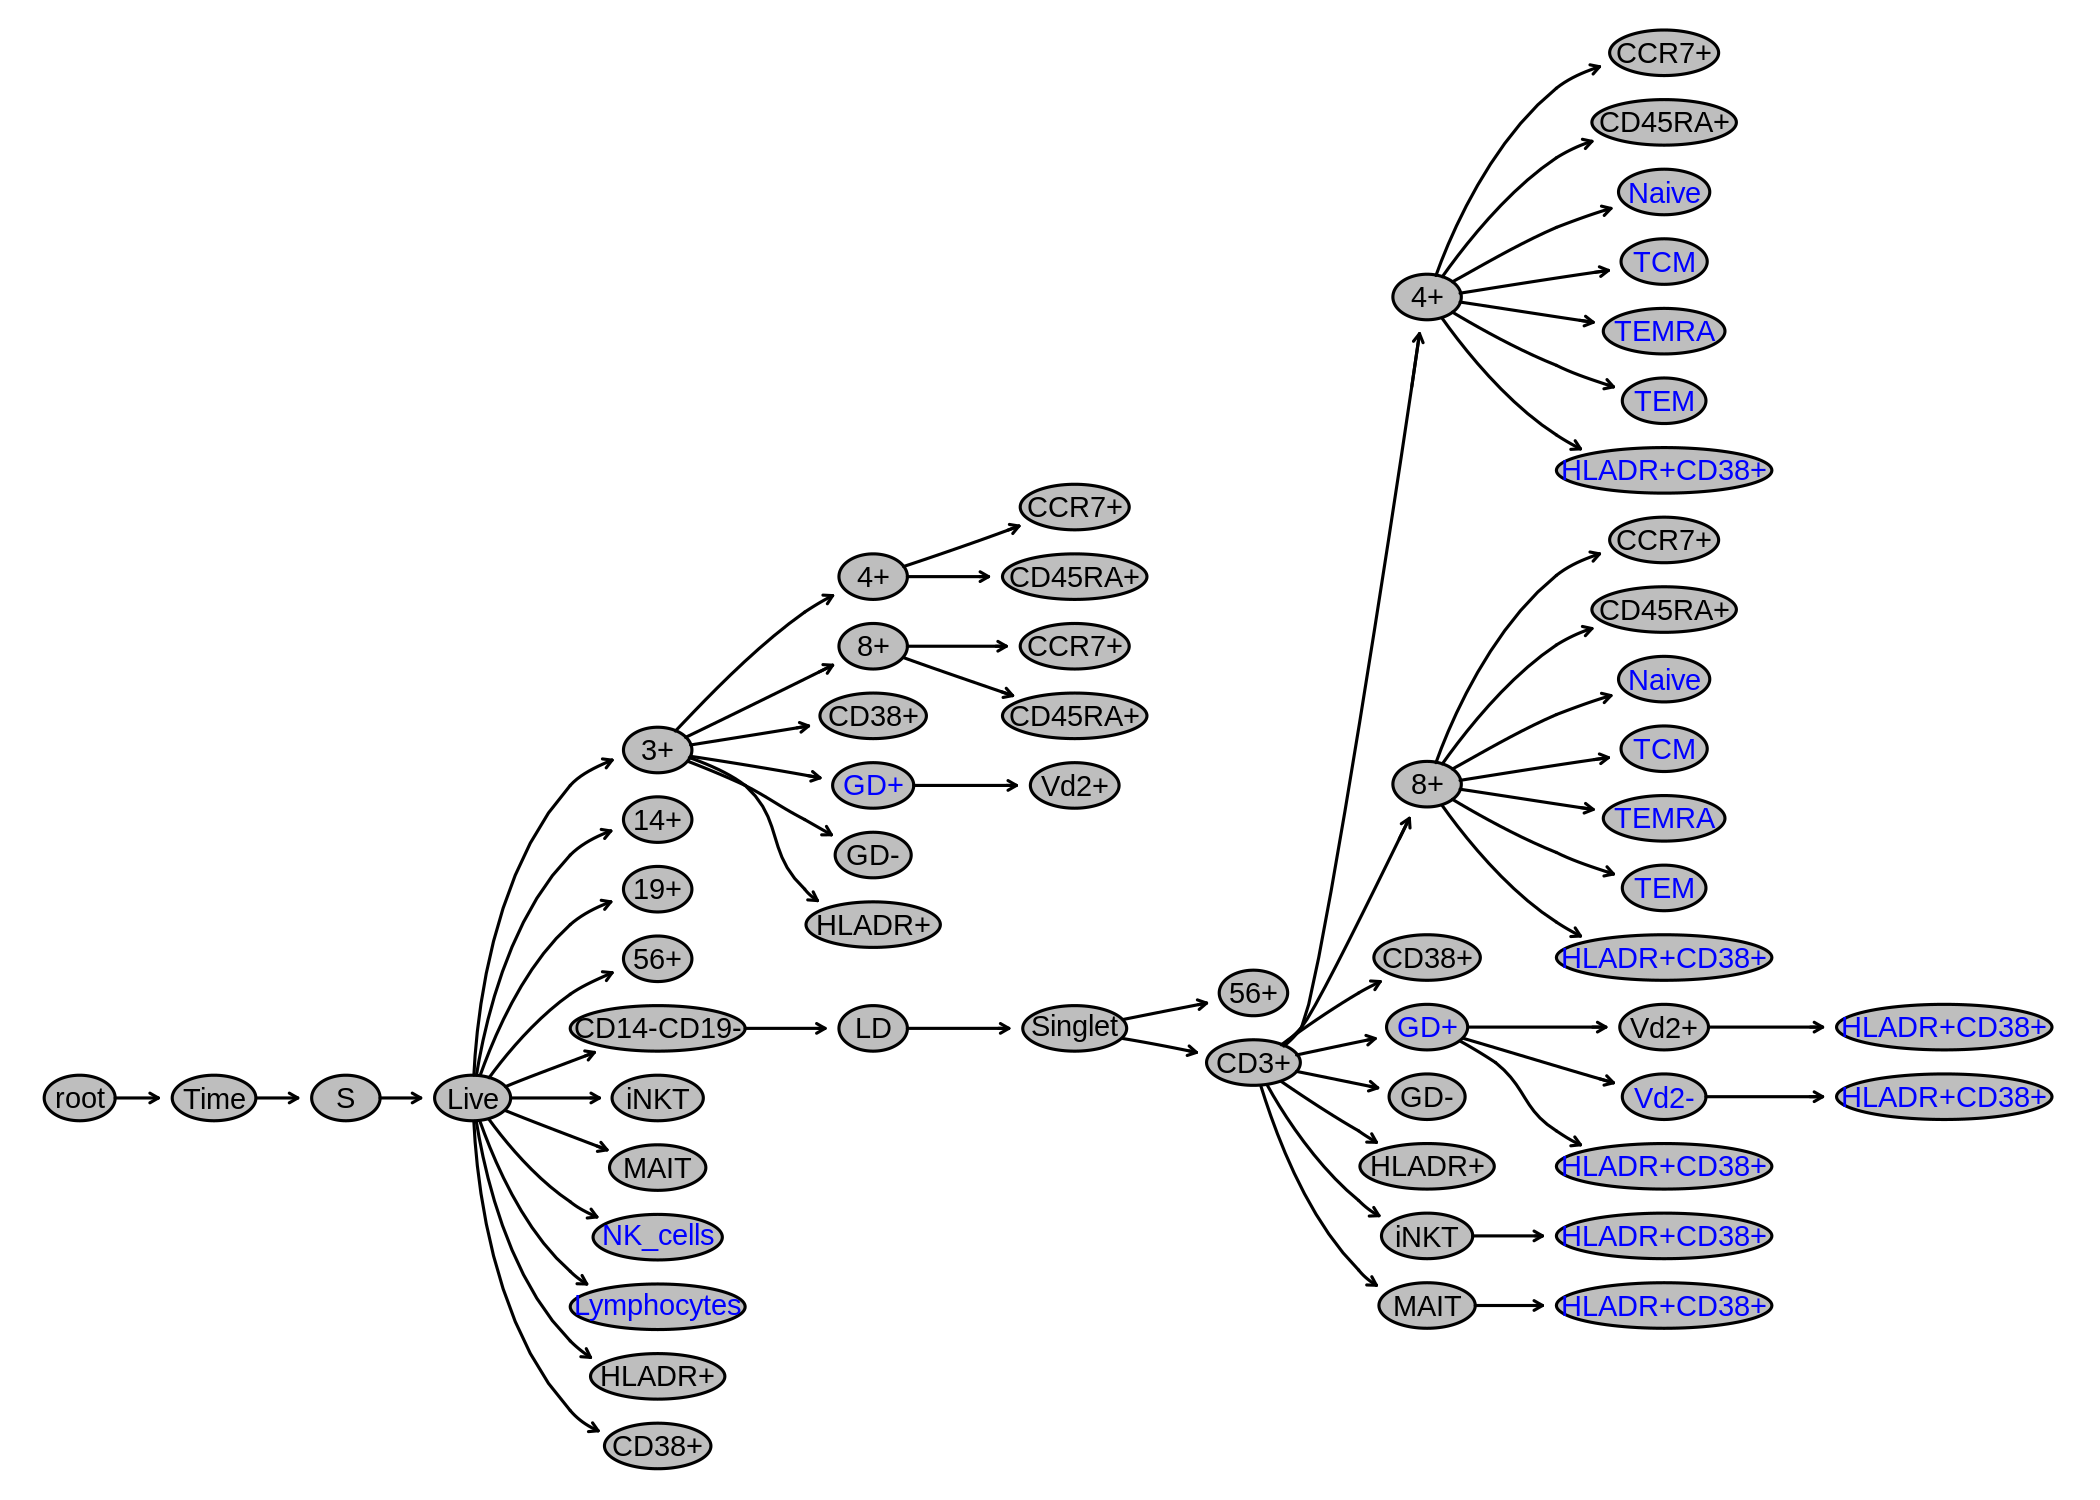 root
Time
S
Live
3+
14+
19+
56+
CD14-CD19-
iNKT
MAIT
NK_cells
Lymphocytes
HLADR+
CD38+
4+
8+
CD38+
GD+
GD-
HLADR+
LD
CCR7+
CD45RA+
CCR7+
CD45RA+
Vd2+
Singlet
56+
CD3+
4+
8+
CD38+
GD+
GD-
HLADR+
iNKT
MAIT
CCR7+
CD45RA+
Naive
TCM
TEMRA
TEM
HLADR+CD38+
CCR7+
CD45RA+
Naive
TCM
TEMRA
TEM
HLADR+CD38+
Vd2+
Vd2-
HLADR+CD38+
HLADR+CD38+
HLADR+CD38+
HLADR+CD38+
HLADR+CD38+